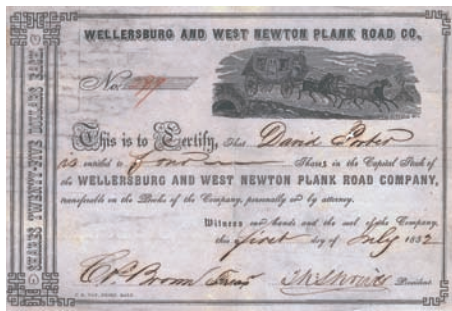 WELLERSBURG AND WEST NEWTON PLANK ROAD CO.
No. 299
This is to Certify, That David Porter
is entitled to four Shares in the Capital Stock of
the WELLERSBURG AND WEST NEWTON PLANK ROAD COMPANY,
transferable on the Books of the Company, personally or by attorney.
Witness our hands and the seal of the Company,
this first day of July 1852
Brown Treas. President
SHARES TWENTY-FIVE DOLLARS EACH